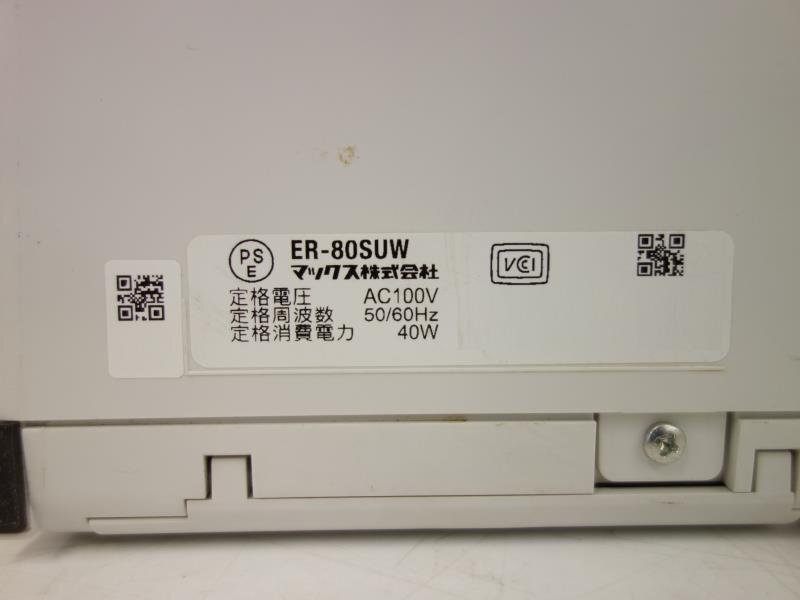 PS
E
ER-80SUW
マックス株式会社
定格電圧 AC100V
定格周波数 50/60Hz
定格消費電力 40W
VCI